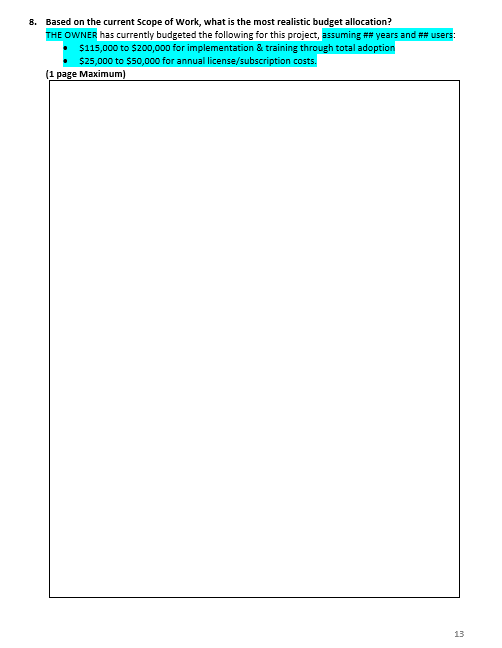 8. Based on the current Scope of Work, what is the most realistic budget allocation?
THE OWNER has currently budgeted the following for this project, assuming ## years and ## users:
• $115,000 to $200,000 for implementation & training through total adoption
• $25,000 to $50,000 for annual license/subscription costs.
(1 page Maximum)
13